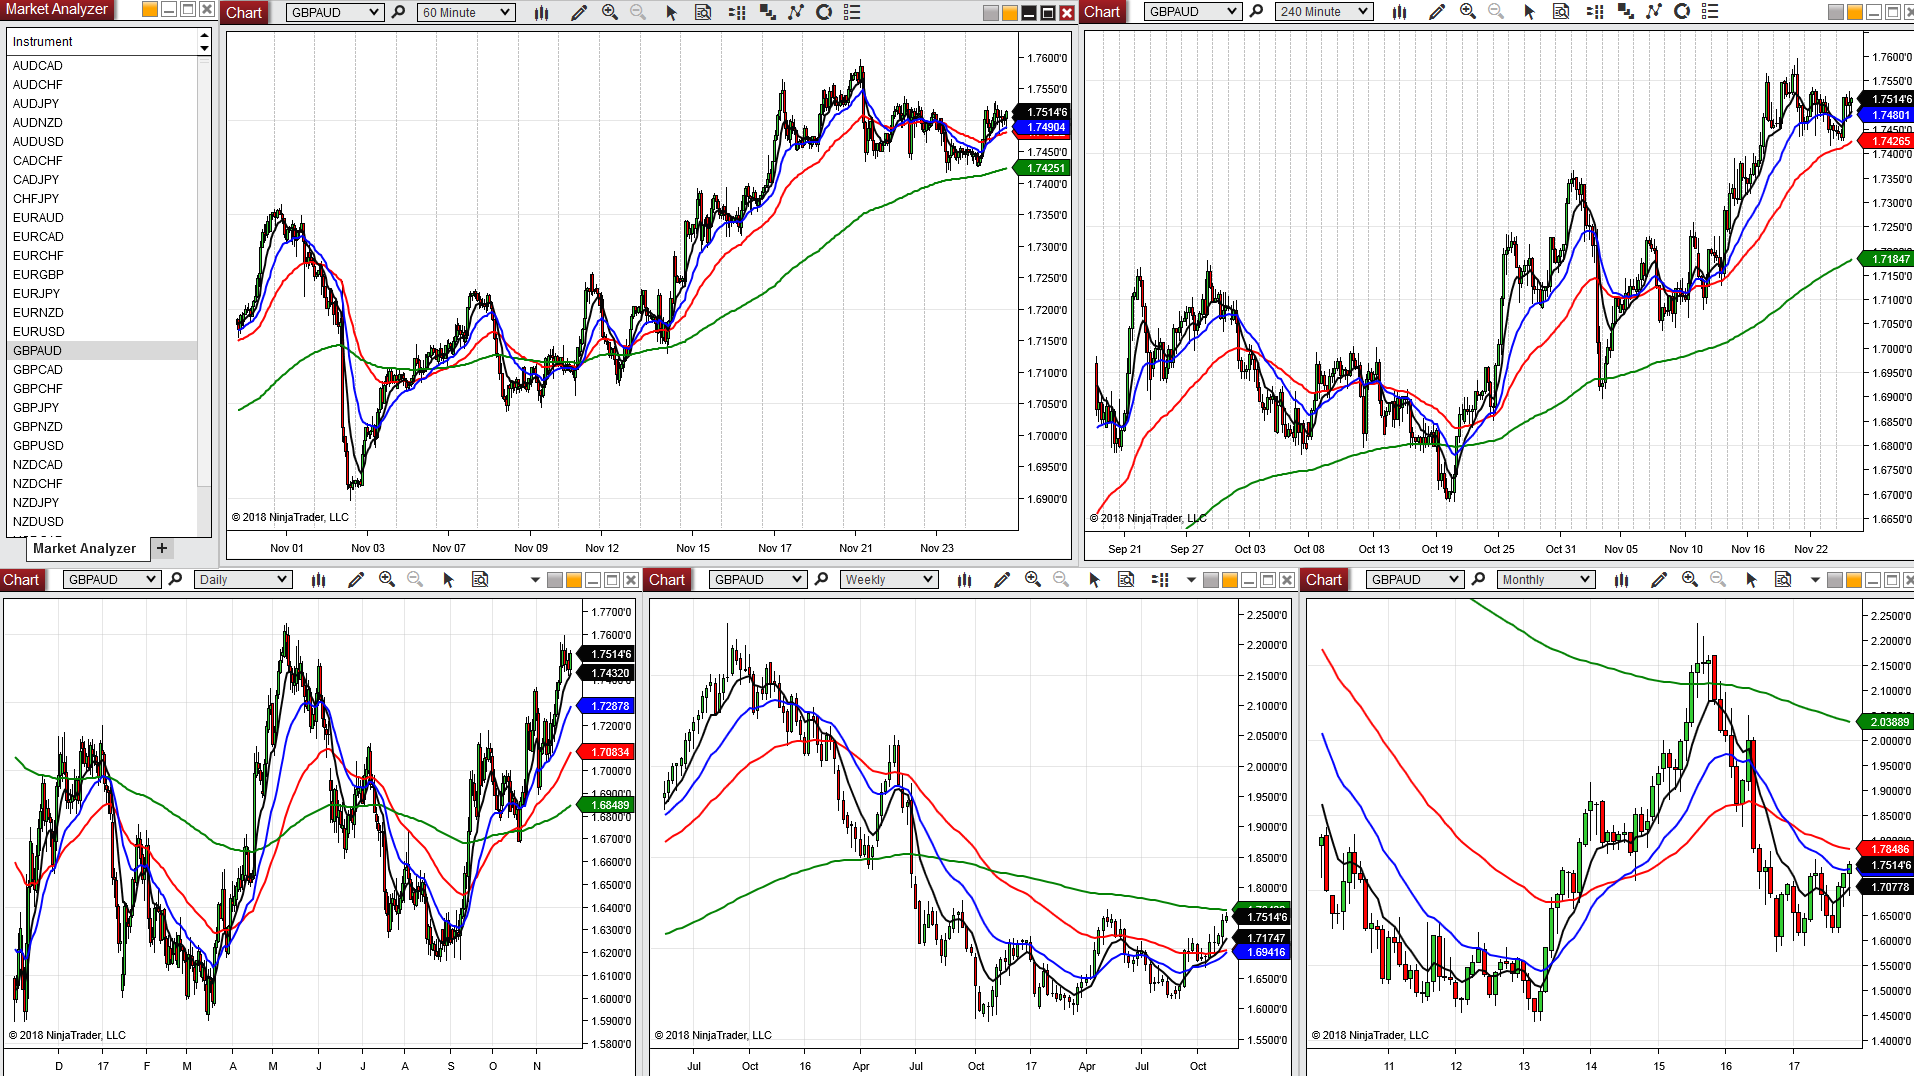 Market Analyzer
Instrument
AUDCAD
AUDCHF
AUDJPY
AUDNZD
AUDUSD
CADCHF
CADJPY
CHFJPY
EURAUD
EURCAD
EURCHF
EURGBP
EURJPY
EURNZD
EURUSD
GBPAUD
GBPCAD
GBPCHF
GBPJPY
GBPNZD
GBPUSD
NZDCAD
NZDCHF
NZDJPY
NZDUSD
Market Analyzer +
Chart GBPAUD 60 Minute
1.7600'0
1.7550'0
1.7514'6
1.74904
1.7450'0
1.74251
1.7400'0
1.7350'0
1.7300'0
1.7250'0
1.7200'0
1.7150'0
1.7100'0
1.7050'0
1.7000'0
1.6950'0
1.6900'0
© 2018 NinjaTrader, LLC
Nov 01 Nov 03 Nov 07 Nov 09 Nov 12 Nov 15 Nov 17 Nov 21 Nov 23
Chart GBPAUD 240 Minute
1.7600'0
1.7550'0
1.7514'6
1.74801
1.7450'0
1.74265
1.7400'0
1.7350'0
1.7300'0
1.7250'0
1.71847
1.7150'0
1.7100'0
1.7050'0
1.7000'0
1.6950'0
1.6900'0
1.6850'0
1.6800'0
1.6750'0
1.6700'0
1.6650'0
© 2018 NinjaTrader, LLC
Sep 21 Sep 27 Oct 03 Oct 08 Oct 13 Oct 19 Oct 25 Oct 31 Nov 05 Nov 10 Nov 16 Nov 22
Chart GBPAUD Daily
1.7700'0
1.7600'0
1.7514'6
1.74320
1.72878
1.7200'0
1.70834
1.7000'0
1.6900'0
1.68489
1.6800'0
1.6700'0
1.6600'0
1.6500'0
1.6400'0
1.6300'0
1.6200'0
1.6100'0
1.6000'0
1.5900'0
1.5800'0
© 2018 NinjaTrader, LLC
D 17 F M A M J J A S O N
Chart GBPAUD Weekly
2.2500'0
2.2000'0
2.1500'0
2.1000'0
2.0500'0
2.0000'0
1.9500'0
1.9000'0
1.8500'0
1.8000'0
1.7514'6
1.71747
1.69416
1.6500'0
1.6000'0
1.5500'0
© 2018 NinjaTrader, LLC
Jul Oct 16 Apr Jul Oct 17 Apr Jul Oct
Chart GBPAUD Monthly
2.2500'0
2.2000'0
2.1500'0
2.1000'0
2.03889
2.0000'0
1.9500'0
1.9000'0
1.8500'0
1.78486
1.7514'6
1.70778
1.6500'0
1.6000'0
1.5500'0
1.5000'0
1.4500'0
1.4000'0
© 2018 NinjaTrader, LLC
11 12 13 14 15 16 17